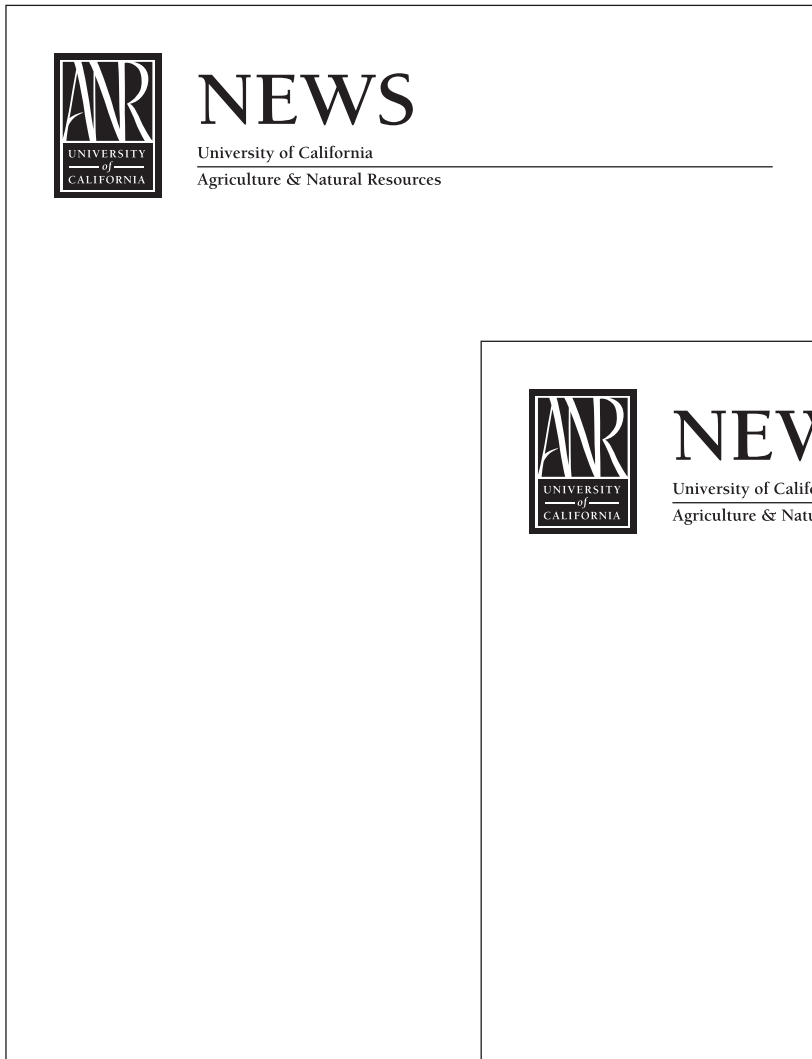 ANR
UNIVERSITY
of
CALIFORNIA
NEWS
University of California
Agriculture & Natural Resources
ANR
UNIVERSITY
of
CALIFORNIA
NEW
University of Calif
Agriculture & Natu